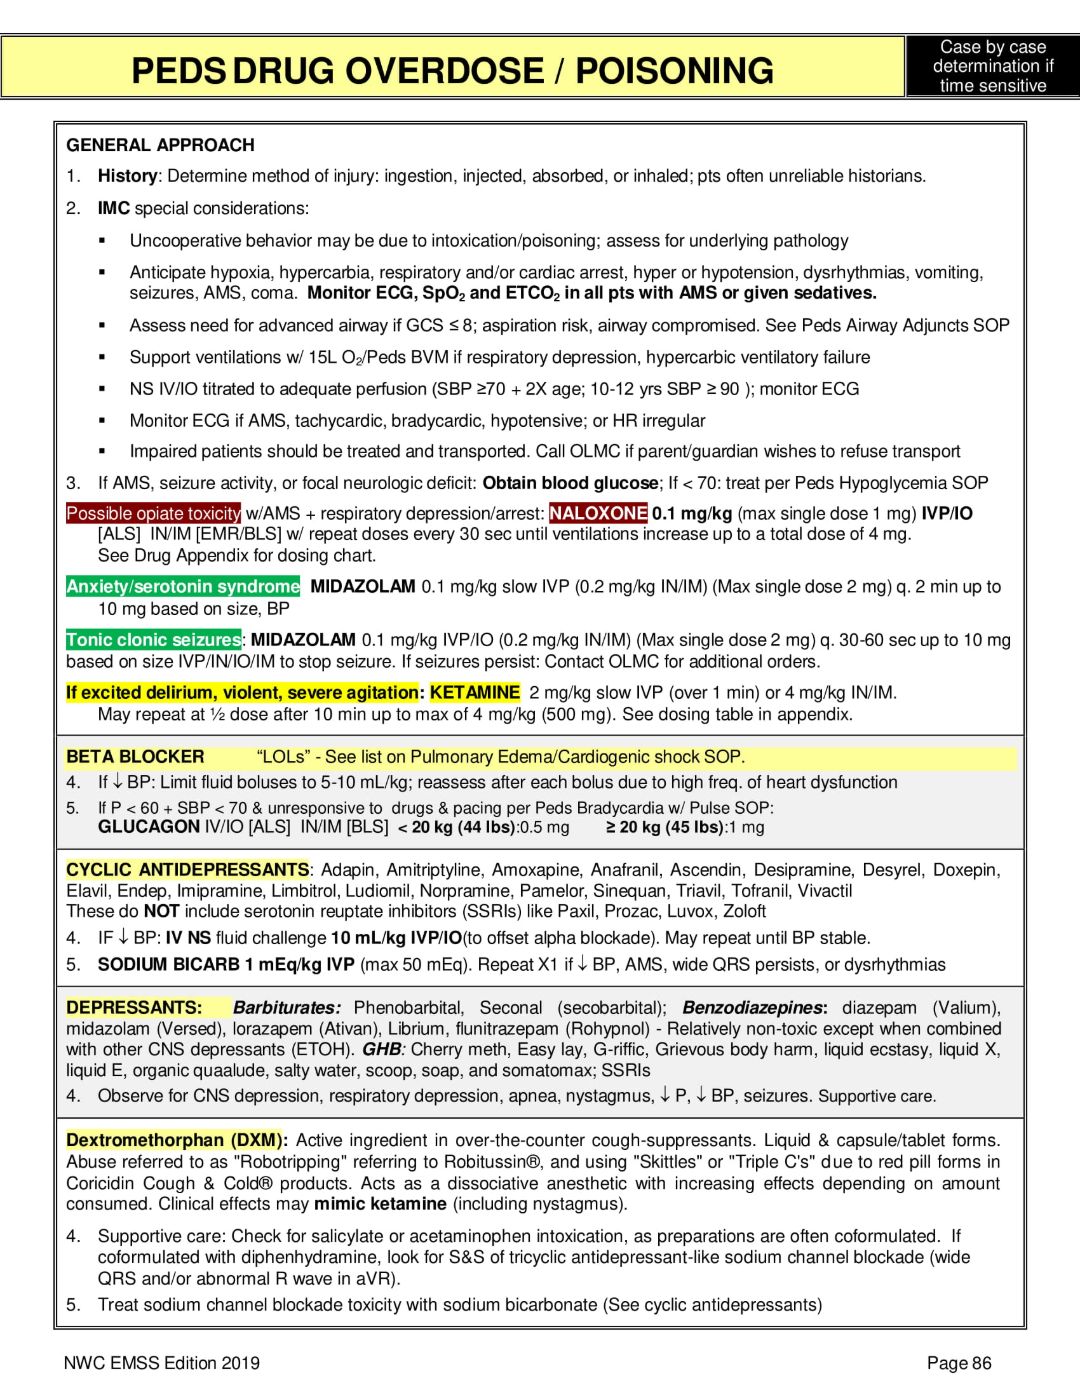 PEDS DRUG OVERDOSE / POISONING
Case by case
determination if
time sensitive
GENERAL APPROACH
1. History: Determine method of injury: ingestion, injected, absorbed, or inhaled; pts often unreliable historians.
2. IMC special considerations:
▪ Uncooperative behavior may be due to intoxication/poisoning; assess for underlying pathology
▪ Anticipate hypoxia, hypercarbia, respiratory and/or cardiac arrest, hyper or hypotension, dysrhythmias, vomiting,
seizures, AMS, coma. Monitor ECG, SpO2 and ETCO2 in all pts with AMS or given sedatives.
▪ Assess need for advanced airway if GCS ≤ 8; aspiration risk, airway compromised. See Peds Airway Adjuncts SOP
▪ Support ventilations w/ 15L O2/Peds BVM if respiratory depression, hypercarbic ventilatory failure
▪ NS IV/IO titrated to adequate perfusion (SBP ≥70 + 2X age; 10-12 yrs SBP ≥ 90 ); monitor ECG
▪ Monitor ECG if AMS, tachycardic, bradycardic, hypotensive; or HR irregular
▪ Impaired patients should be treated and transported. Call OLMC if parent/guardian wishes to refuse transport
3. If AMS, seizure activity, or focal neurologic deficit: Obtain blood glucose; If < 70: treat per Peds Hypoglycemia SOP
Possible opiate toxicity w/AMS + respiratory depression/arrest: NALOXONE 0.1 mg/kg (max single dose 1 mg) IVP/IO
[ALS] IN/IM [EMR/BLS] w/ repeat doses every 30 sec until ventilations increase up to a total dose of 4 mg.
See Drug Appendix for dosing chart.
Anxiety/serotonin syndrome MIDAZOLAM 0.1 mg/kg slow IVP (0.2 mg/kg IN/IM) (Max single dose 2 mg) q. 2 min up to
10 mg based on size, BP
Tonic clonic seizures: MIDAZOLAM 0.1 mg/kg IVP/IO (0.2 mg/kg IN/IM) (Max single dose 2 mg) q. 30-60 sec up to 10 mg
based on size IVP/IN/IO/IM to stop seizure. If seizures persist: Contact OLMC for additional orders.
If excited delirium, violent, severe agitation: KETAMINE 2 mg/kg slow IVP (over 1 min) or 4 mg/kg IN/IM.
May repeat at ½ dose after 10 min up to max of 4 mg/kg (500 mg). See dosing table in appendix.
BETA BLOCKER “LOLs” - See list on Pulmonary Edema/Cardiogenic shock SOP.
4. If ↓ BP: Limit fluid boluses to 5-10 mL/kg; reassess after each bolus due to high freq. of heart dysfunction
5. If P < 60 + SBP < 70 & unresponsive to drugs & pacing per Peds Bradycardia w/ Pulse SOP:
GLUCAGON IV/IO [ALS] IN/IM [BLS] < 20 kg (44 lbs):0.5 mg ≥ 20 kg (45 lbs):1 mg
CYCLIC ANTIDEPRESSANTS: Adapin, Amitriptyline, Amoxapine, Anafranil, Ascendin, Desipramine, Desyrel, Doxepin,
Elavil, Endep, Imipramine, Limbitrol, Ludiomil, Norpramine, Pamelor, Sinequan, Triavil, Tofranil, Vivactil
These do NOT include serotonin reuptate inhibitors (SSRIs) like Paxil, Prozac, Luvox, Zoloft
4. IF ↓ BP: IV NS fluid challenge 10 mL/kg IVP/IO(to offset alpha blockade). May repeat until BP stable.
5. SODIUM BICARB 1 mEq/kg IVP (max 50 mEq). Repeat X1 if ↓ BP, AMS, wide QRS persists, or dysrhythmias
DEPRESSANTS: Barbiturates: Phenobarbital, Seconal (secobarbital); Benzodiazepines: diazepam (Valium),
midazolam (Versed), lorazapem (Ativan), Librium, flunitrazepam (Rohypnol) - Relatively non-toxic except when combined
with other CNS depressants (ETOH). GHB: Cherry meth, Easy lay, G-riffic, Grievous body harm, liquid ecstasy, liquid X,
liquid E, organic quaalude, salty water, scoop, soap, and somatomax; SSRIs
4. Observe for CNS depression, respiratory depression, apnea, nystagmus, ↓ P, ↓ BP, seizures. Supportive care.
Dextromethorphan (DXM): Active ingredient in over-the-counter cough-suppressants. Liquid & capsule/tablet forms.
Abuse referred to as "Robotripping" referring to Robitussin®, and using "Skittles" or "Triple C's" due to red pill forms in
Coricidin Cough & Cold® products. Acts as a dissociative anesthetic with increasing effects depending on amount
consumed. Clinical effects may mimic ketamine (including nystagmus).
4. Supportive care: Check for salicylate or acetaminophen intoxication, as preparations are often coformulated. If
coformulated with diphenhydramine, look for S&S of tricyclic antidepressant-like sodium channel blockade (wide
QRS and/or abnormal R wave in aVR).
5. Treat sodium channel blockade toxicity with sodium bicarbonate (See cyclic antidepressants)
NWC EMSS Edition 2019
Page 86